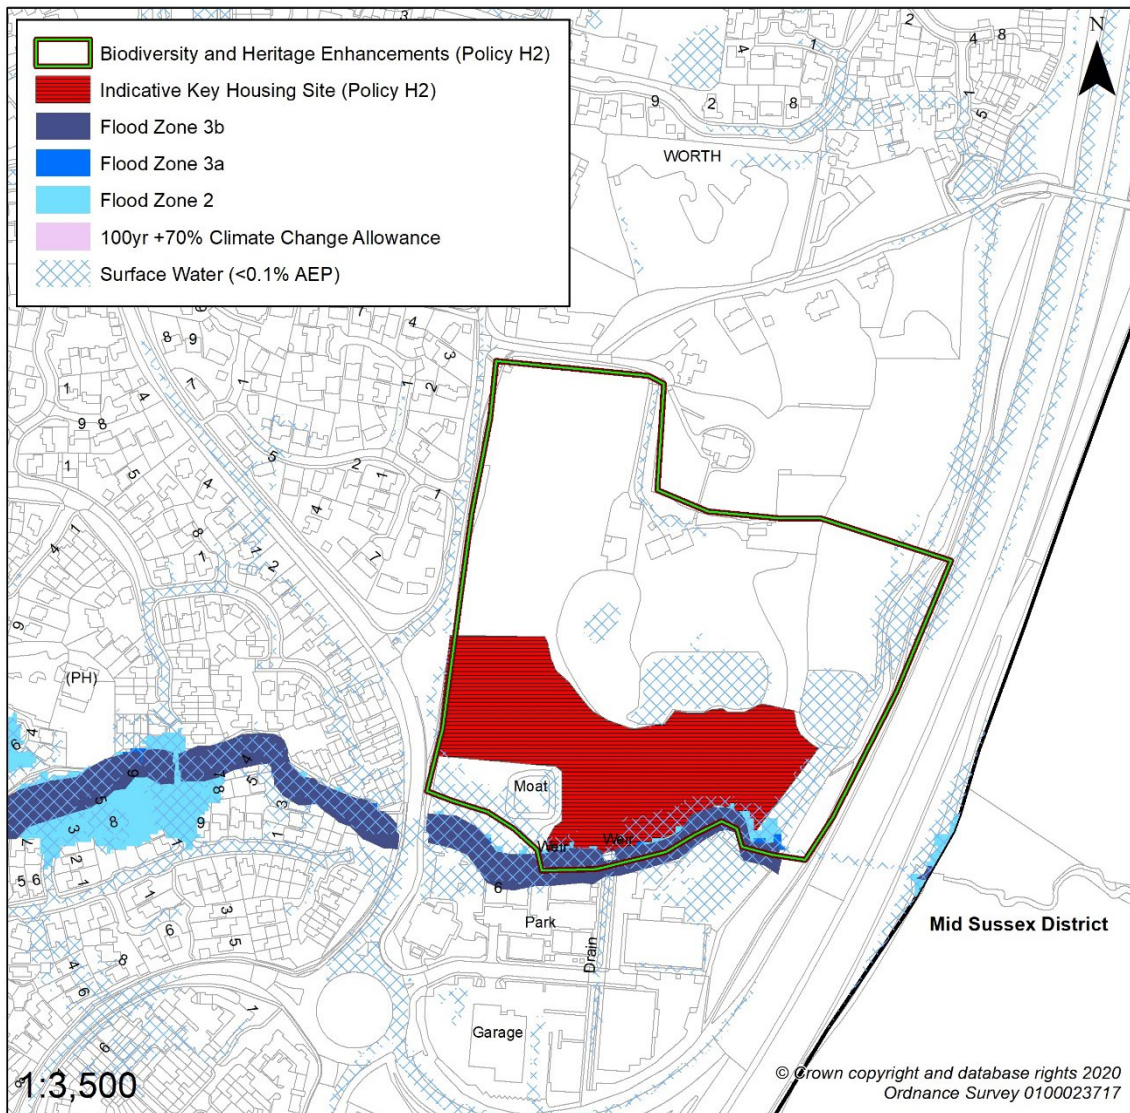 Biodiversity and Heritage Enhancements (Policy H2)
Indicative Key Housing Site (Policy H2)
Flood Zone 3b
Flood Zone 3a
Flood Zone 2
100yr +70% Climate Change Allowance
Surface Water (<0.1% AEP)
N
WORTH
(PH)
Moat
Weir
Weir
Park
Drain
Garage
Mid Sussex District
1:3,500
© Crown copyright and database rights 2020
Ordnance Survey 0100023717